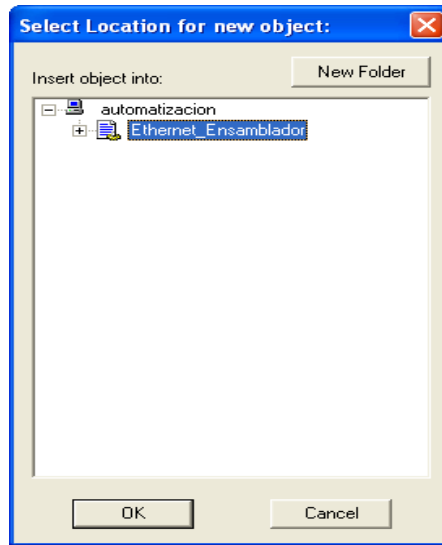 Select Location for new object:
New Folder
Insert object into:
automatizacion
Ethernet_Ensamblador
OK
Cancel